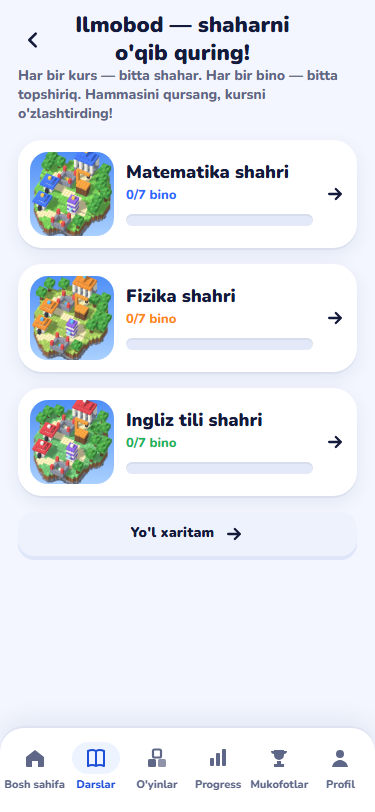 Ilmobod — shaharni
o'qib quring!
Har bir kurs — bitta shahar. Har bir bino — bitta
topshiriq. Hammasini qursang, kursni
o'zlashtirding!
Matematika shahri
0/7 bino
Fizika shahri
0/7 bino
Ingliz tili shahri
0/7 bino
Yo'l xaritam
Bosh sahifa
Darslar
O'yinlar
Progress
Mukofotlar
Profil